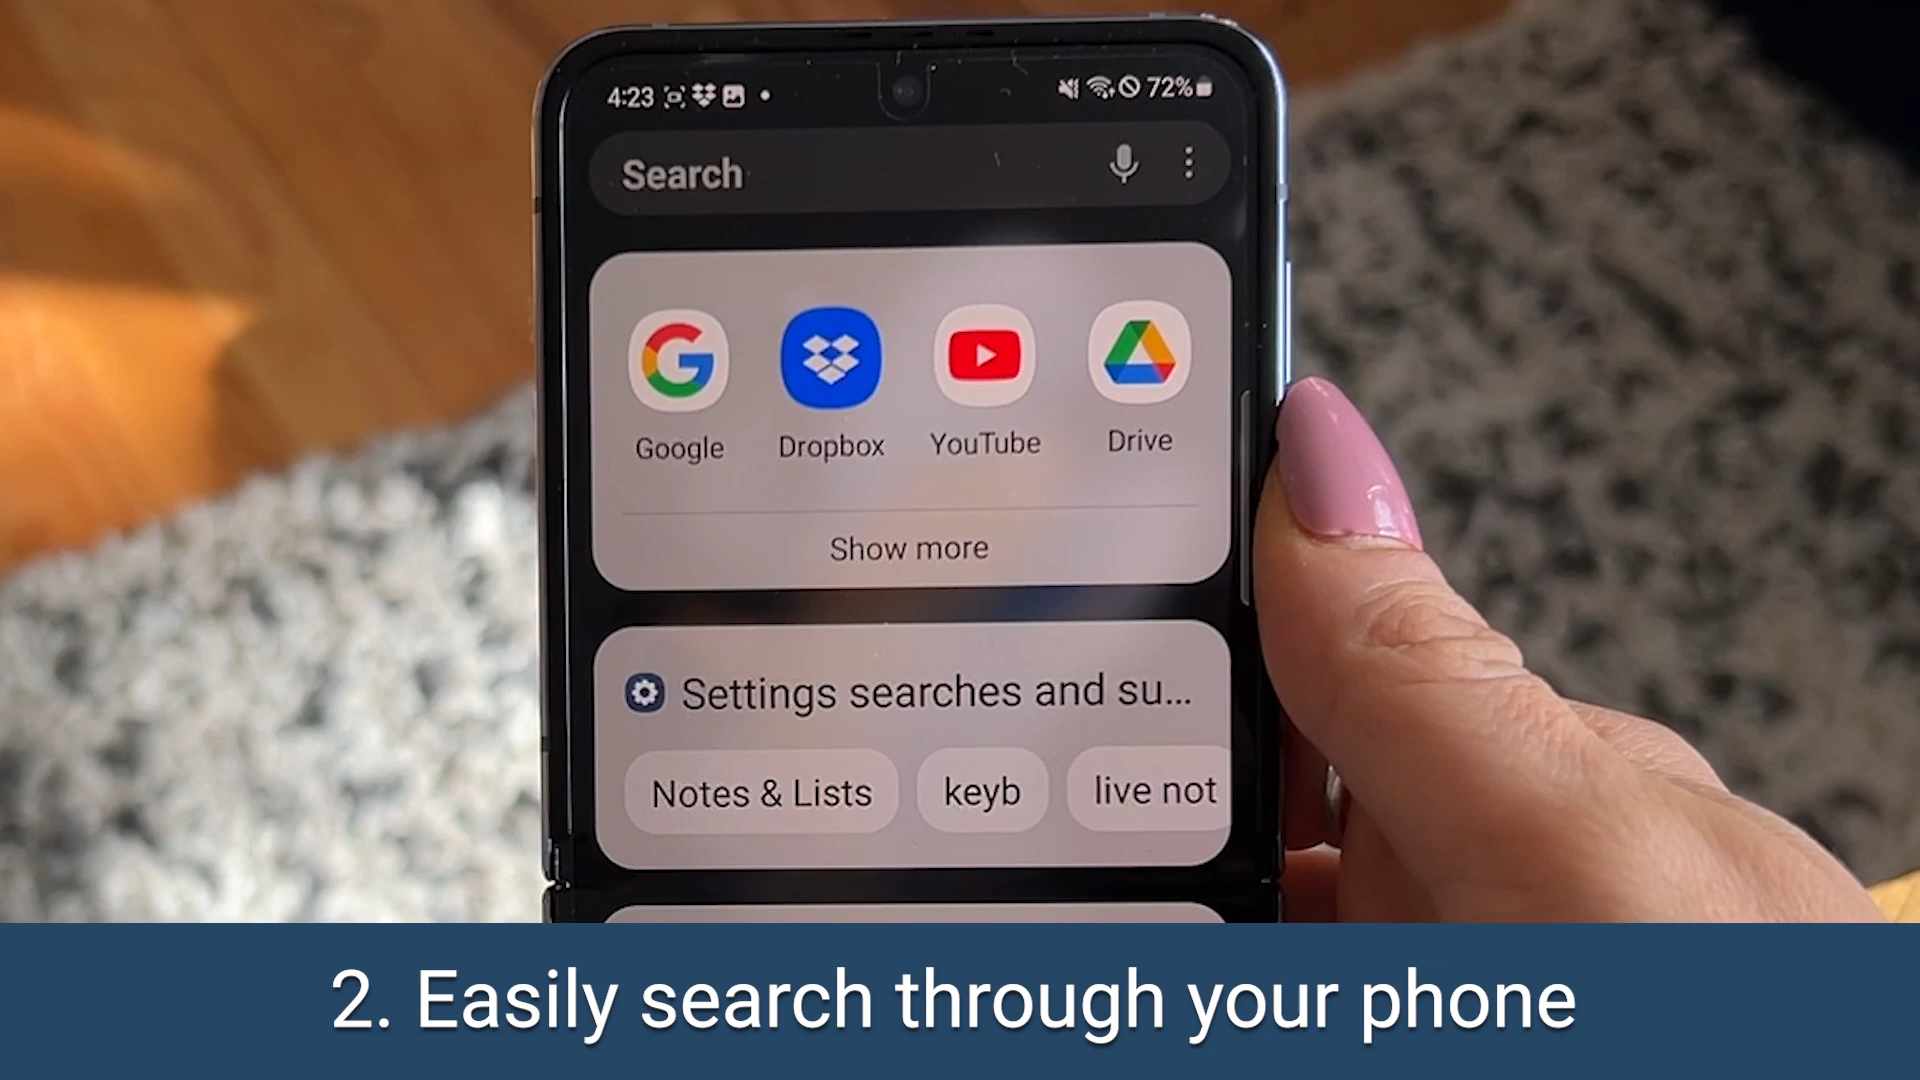 4:23 72%
Search
Google Dropbox YouTube Drive
Show more
Settings searches and su...
Notes & Lists keyb live not
2. Easily search through your phone